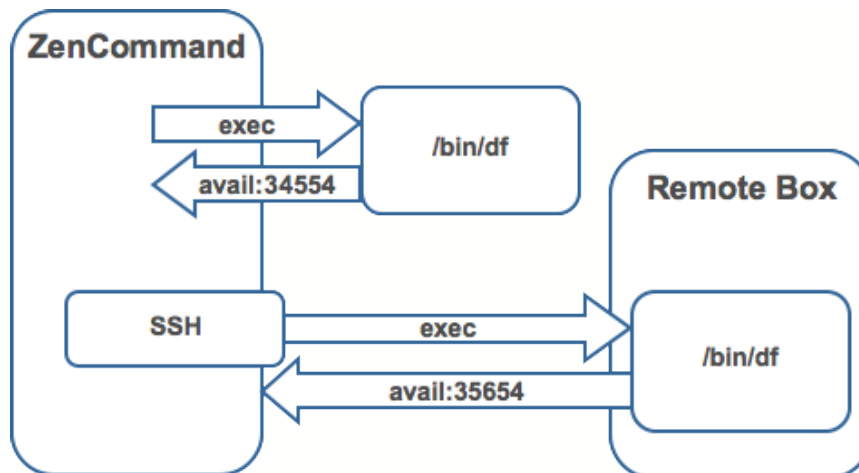 ZenCommand
exec
/bin/df
avail:34554
Remote Box
SSH
exec
/bin/df
avail:35654